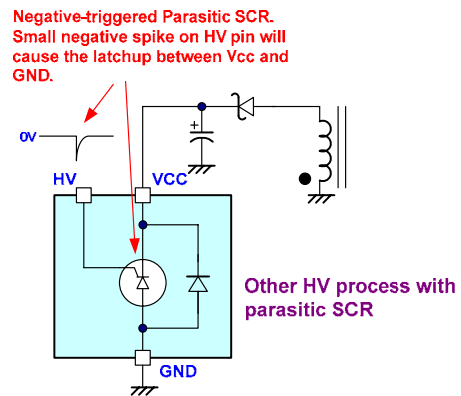 Negative-triggered Parasitic SCR.
Small negative spike on HV pin will
cause the latchup between Vcc and
GND.
0V
+
HV
VCC
Other HV process with
parasitic SCR
GND